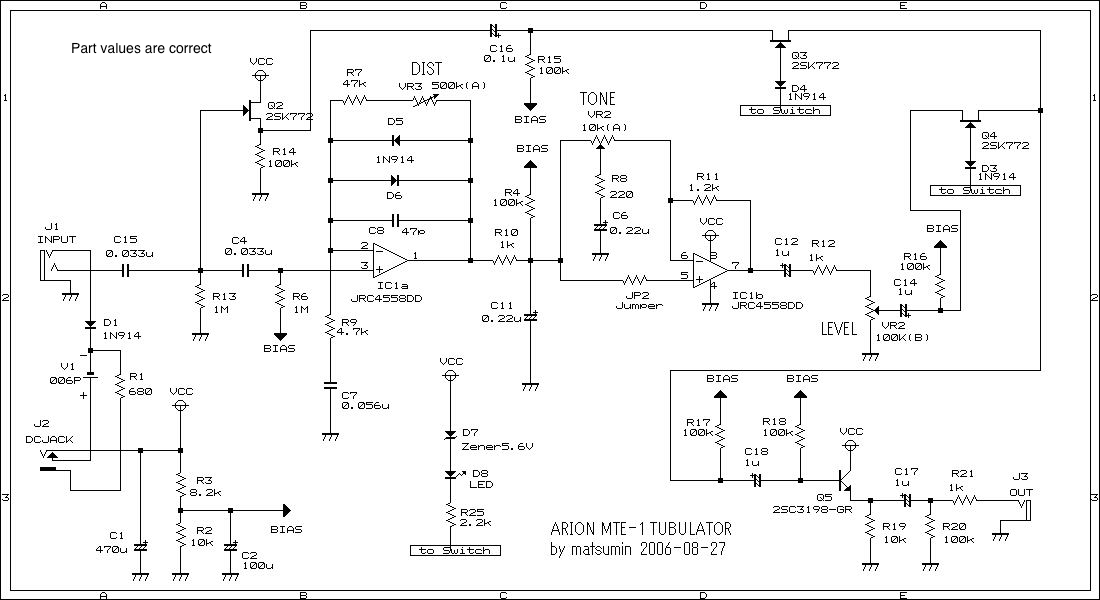 A B C D E
Part values are correct
VCC
Q2
2SK772
R14
100k
R7
47k
DIST
VR3 500k(A)
D5
1N914
D6
C8 47p
C16
0.1u
R15
100k
BIAS
TONE
VR2
10k(A)
Q3
2SK772
D4
1N914
to Switch
Q4
2SK772
D3
1N914
to Switch
1
1
J1
INPUT
C15
0.033u
C4
0.033u
R13
1M
R6
1M
BIAS
2
3
1
IC1a
JRC4558DD
R9
4.7k
C7
0.056u
BIAS
R4
100k
R10
1k
C11
0.22u
R8
220
C6
0.22u
JP2
Jumper
R11
1.2k
VCC
8
6
5
7
4
IC1b
JRC4558DD
C12
1u
R12
1k
LEVEL
VR2
100K(B)
C14
1u
R16
100k
BIAS
2
2
D1
1N914
V1
006P
R1
680
J2
DCJACK
VCC
R3
8.2k
R2
10k
BIAS
C1
470u
C2
100u
VCC
D7
Zener5.6V
D8
LED
R25
2.2k
to Switch
BIAS
R17
100k
C18
1u
BIAS
R18
100k
VCC
Q5
2SC3198-GR
C17
1u
R19
10k
R20
100k
R21
1k
J3
OUT
3
3
ARION MTE-1 TUBULATOR
by matsumin 2006-08-27
A B C D E